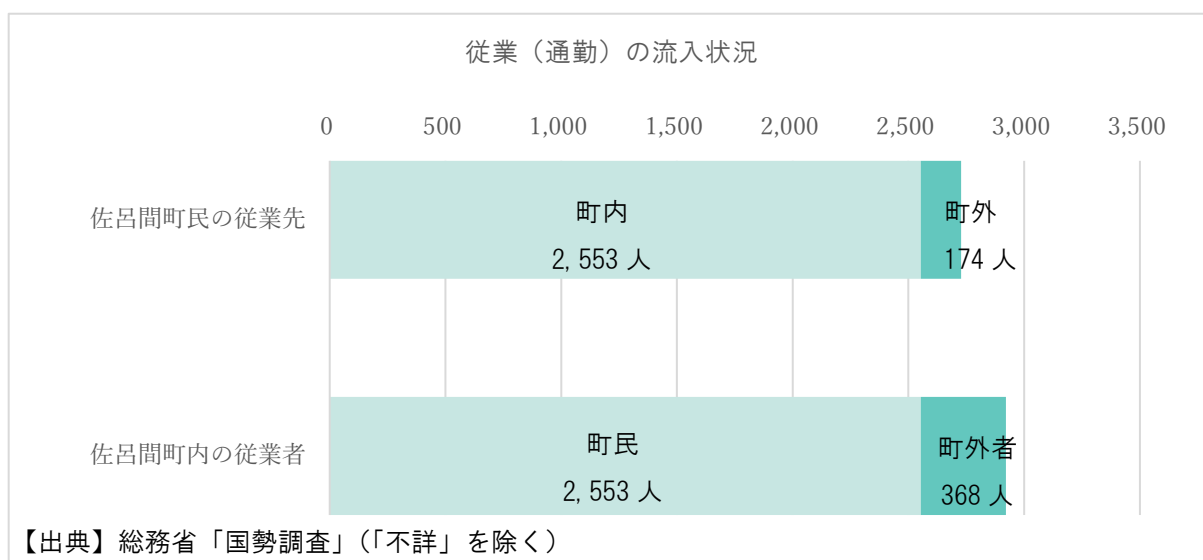 従業（通勤）の流入状況
0 500 1,000 1,500 2,000 2,500 3,000 3,500
佐呂間町民の従業先
町内
2,553 人
町外
174 人
佐呂間町内の従業者
町民
2,553 人
町外者
368 人
【出典】総務省「国勢調査」（「不詳」を除く）